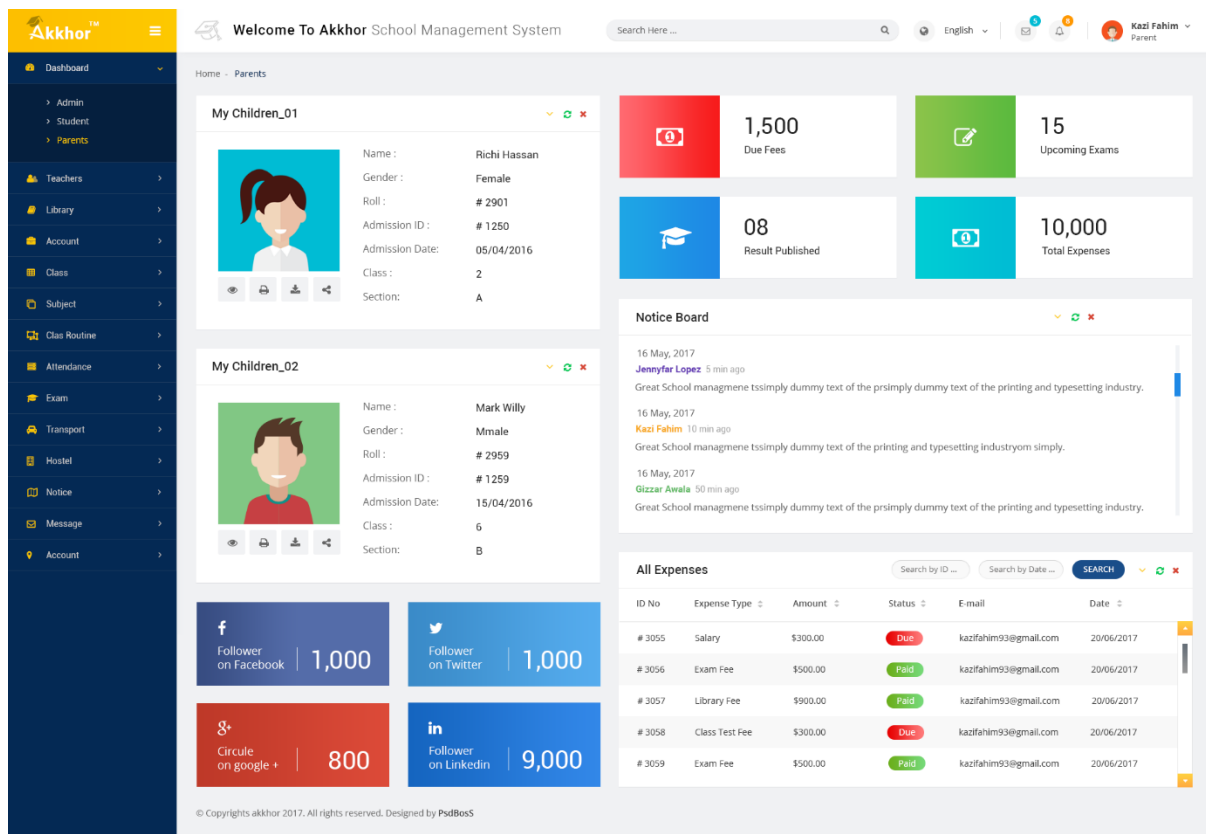 Akkhor™
Welcome To Akkhor School Management System
Search Here ...
English
5
8
Kazi Fahim
Parent
Dashboard
Admin
Student
Parents
Teachers
Library
Account
Class
Subject
Clas Routine
Attendance
Exam
Transport
Hostel
Notice
Message
Account
Home - Parents
My Children_01
Name : Richi Hassan
Gender : Female
Roll : # 2901
Admission ID : # 1250
Admission Date: 05/04/2016
Class : 2
Section: A
My Children_02
Name : Mark Willy
Gender : Mmale
Roll : # 2959
Admission ID : # 1259
Admission Date: 15/04/2016
Class : 6
Section: B
Follower
on Facebook
1,000
Follower
on Twitter
1,000
Circule
on google +
800
Follower
on Linkedin
9,000
1,500
Due Fees
15
Upcoming Exams
08
Result Published
10,000
Total Expenses
Notice Board
16 May, 2017
Jennyfar Lopez 5 min ago
Great School managmene tssimply dummy text of the prsimply dummy text of the printing and typesetting industry.
16 May, 2017
Kazi Fahim 10 min ago
Great School managmene tssimply dummy text of the printing and typesetting industryom simply.
16 May, 2017
Gizzar Awala 50 min ago
Great School managmene tssimply dummy text of the prsimply dummy text of the printing and typesetting industry.
All Expenses
Search by ID ...
Search by Date ...
SEARCH
ID No Expense Type Amount Status E-mail Date
# 3055 Salary $300.00 Due kazifahim93@gmail.com 20/06/2017
# 3056 Exam Fee $500.00 Paid kazifahim93@gmail.com 20/06/2017
# 3057 Library Fee $900.00 Paid kazifahim93@gmail.com 20/06/2017
# 3058 Class Test Fee $300.00 Due kazifahim93@gmail.com 20/06/2017
# 3059 Exam Fee $500.00 Paid kazifahim93@gmail.com 20/06/2017
© Copyrights akkhor 2017. All rights reserved. Designed by PsdBosS